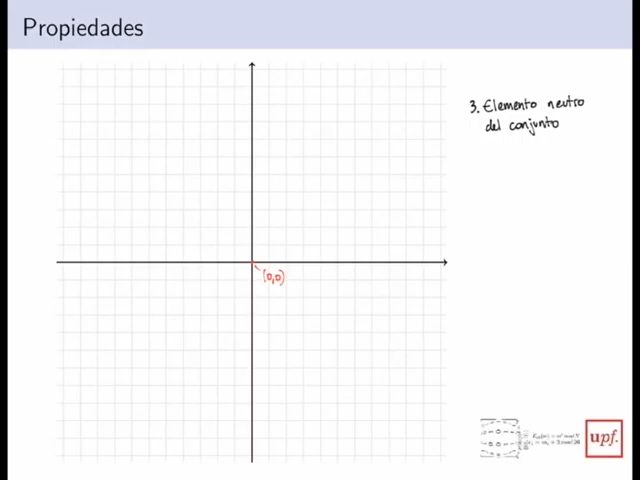 Propiedades
3. Elemento neutro
del conjunto
(0,0)
upf.